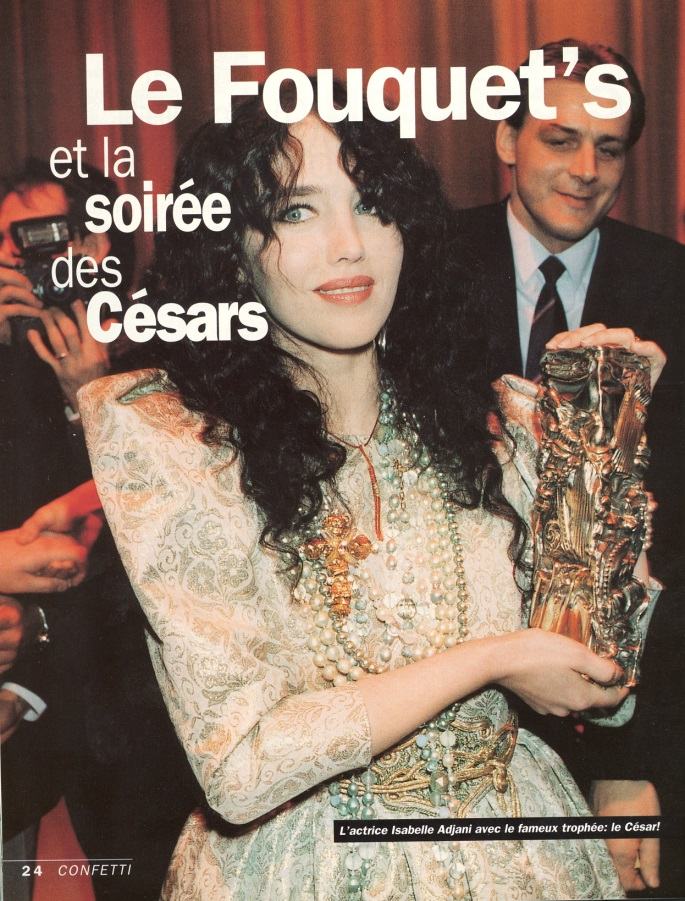 Le Fouquet's
et la
soirée
des
Césars
L'actrice Isabelle Adjani avec le fameux trophée: le César!
24 CONFETTI